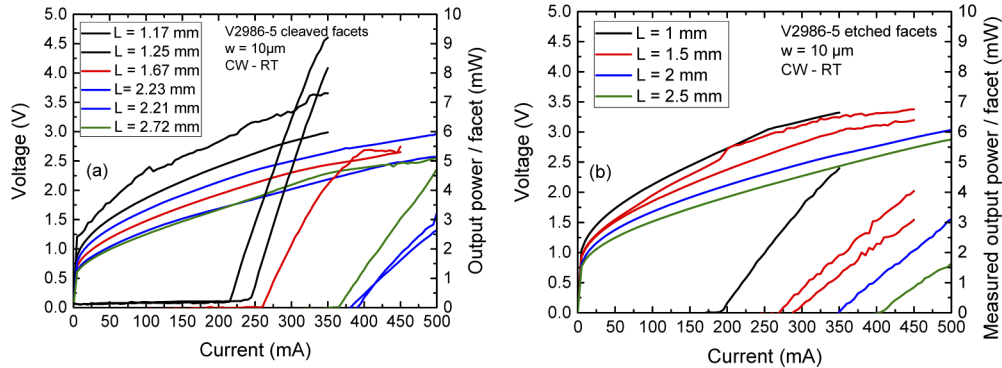 V2986-5 cleaved facets
w = 10µm
CW - RT
L = 1.17 mm
L = 1.25 mm
L = 1.67 mm
L = 2.23 mm
L = 2.21 mm
L = 2.72 mm
(a)
Voltage (V)
5.0
4.5
4.0
3.5
3.0
2.5
2.0
1.5
1.0
0.5
0.0
0 50 100 150 200 250 300 350 400 450 500
Current (mA)
10
9
8
7
6
5
4
3
2
1
0
Output power / facet (mW)
V2986-5 etched facets
w = 10 µm
CW - RT
L = 1 mm
L = 1.5 mm
L = 2 mm
L = 2.5 mm
(b)
Voltage (V)
5.0
4.5
4.0
3.5
3.0
2.5
2.0
1.5
1.0
0.5
0.0
0 50 100 150 200 250 300 350 400 450 500
Current (mA)
10
9
8
7
6
5
4
3
2
1
0
Measured output power / facet (mW)